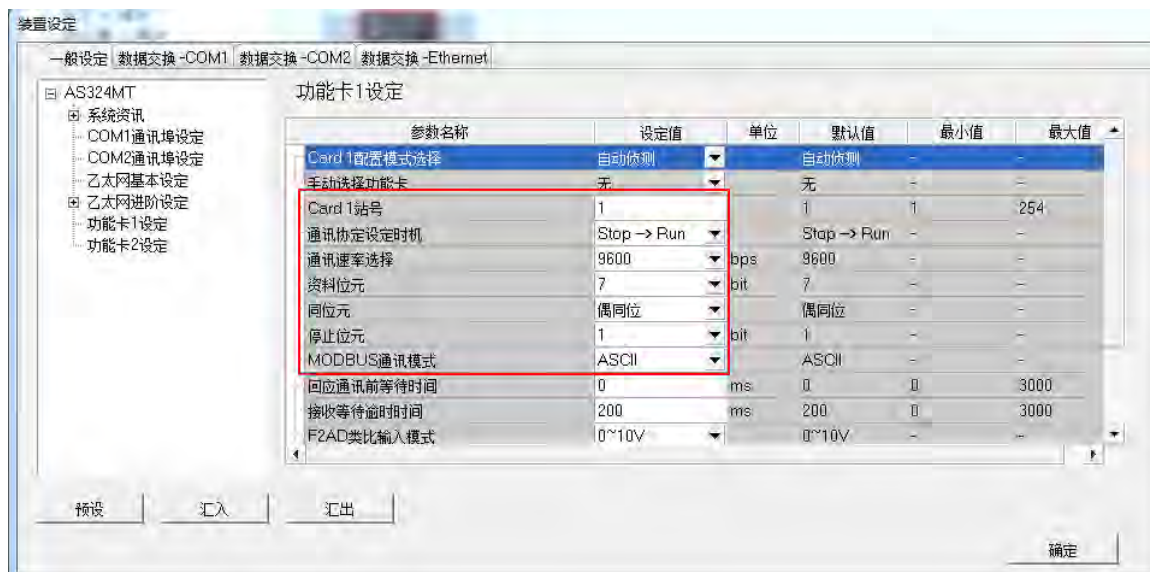 装置设定
一般设定 数据交换-COM1 数据交换-COM2 数据交换-Ethernet
AS324MT
系统资讯
COM1通讯埠设定
COM2通讯埠设定
乙太网基本设定
乙太网进阶设定
功能卡1设定
功能卡2设定
功能卡1设定
参数名称 设定值 单位 默认值 最小值 最大值
Card 1配置模式选择 自动侦测 自动侦测 - -
手动选择功能卡 无 无 - -
Card 1站号 1 1 1 254
通讯协定设定时机 Stop -> Run Stop -> Run - -
通讯速率选择 9600 bps 9600 - -
资料位元 7 bit 7 - -
同位元 偶同位 偶同位 - -
停止位元 1 bit 1 - -
MODBUS通讯模式 ASCII ASCII - -
回应通讯前等待时间 0 ms 0 0 3000
接收等待逾时时间 200 ms 200 0 3000
F2AD类比输入模式 0~10V 0~10V - -
预设 汇入 汇出
确定